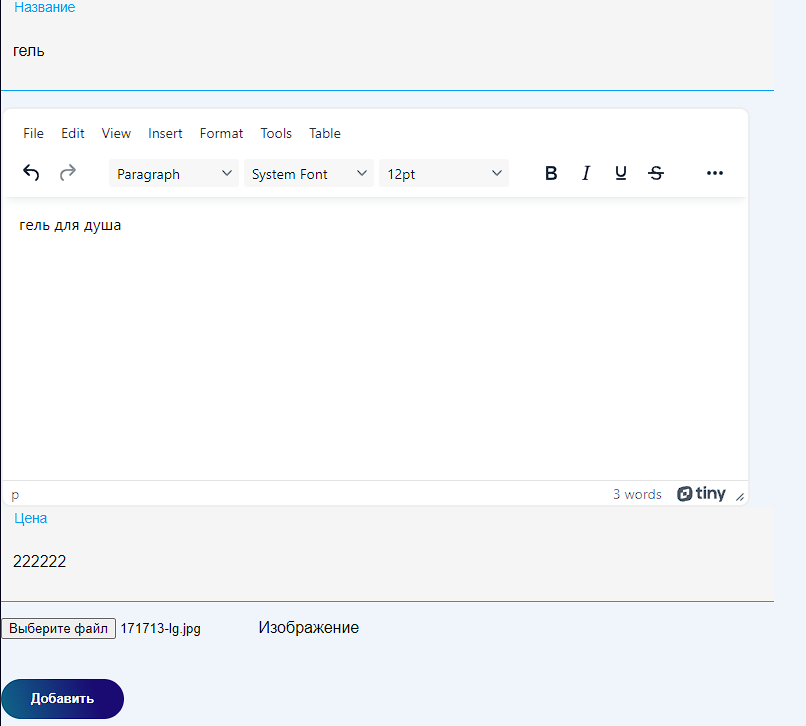 Название
гель
File Edit View Insert Format Tools Table
Paragraph System Font 12pt B I U S ...
гель для душа
p 3 words tiny
Цена
222222
Выберите файл 171713-lg.jpg Изображение
Добавить